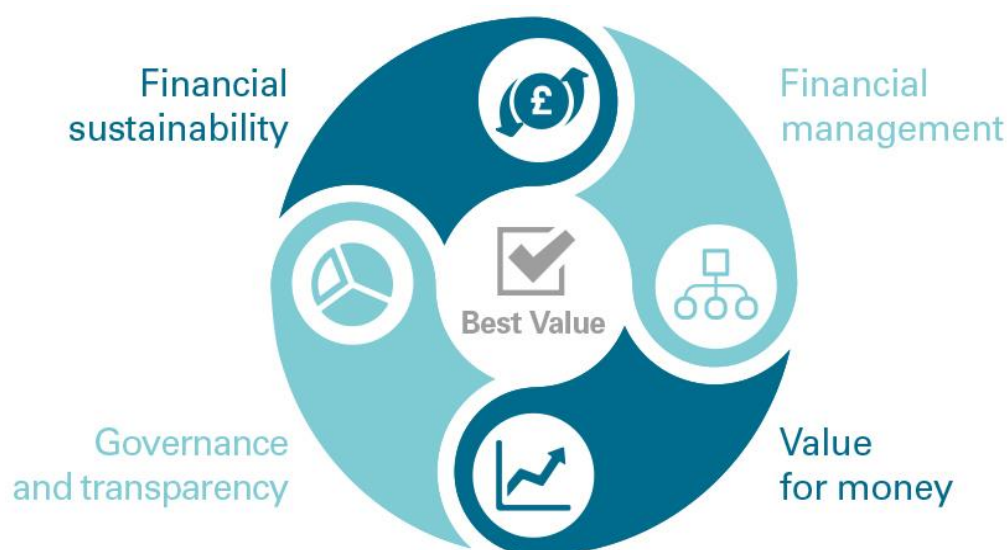 Financial
sustainability
Financial
management
£
Best Value
Governance
and transparency
Value
for money